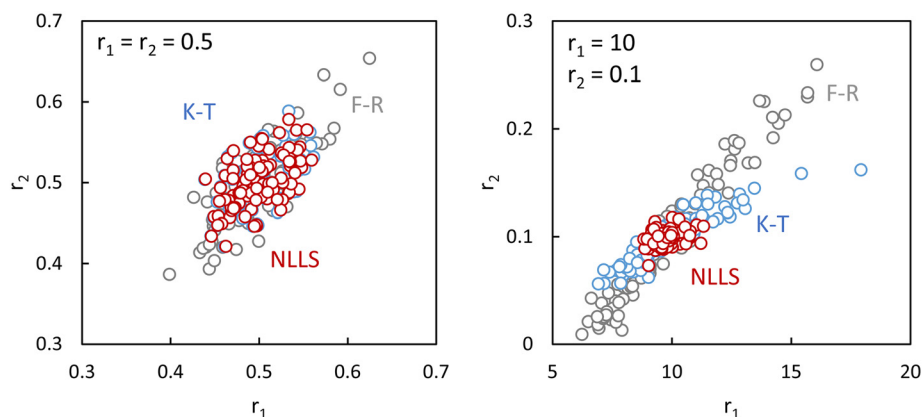 r1 = r2 = 0.5
K-T
F-R
NLLS
0.7
0.6
0.5
0.4
0.3
r2
0.3
0.4
0.5
0.6
0.7
r1
r1 = 10
r2 = 0.1
F-R
K-T
NLLS
0.3
0.2
0.1
0
r2
5
10
15
20
r1